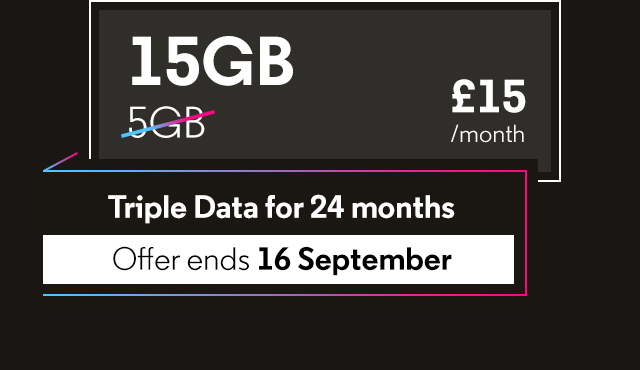 15GB
5GB
£15
/month
Triple Data for 24 months
Offer ends 16 September